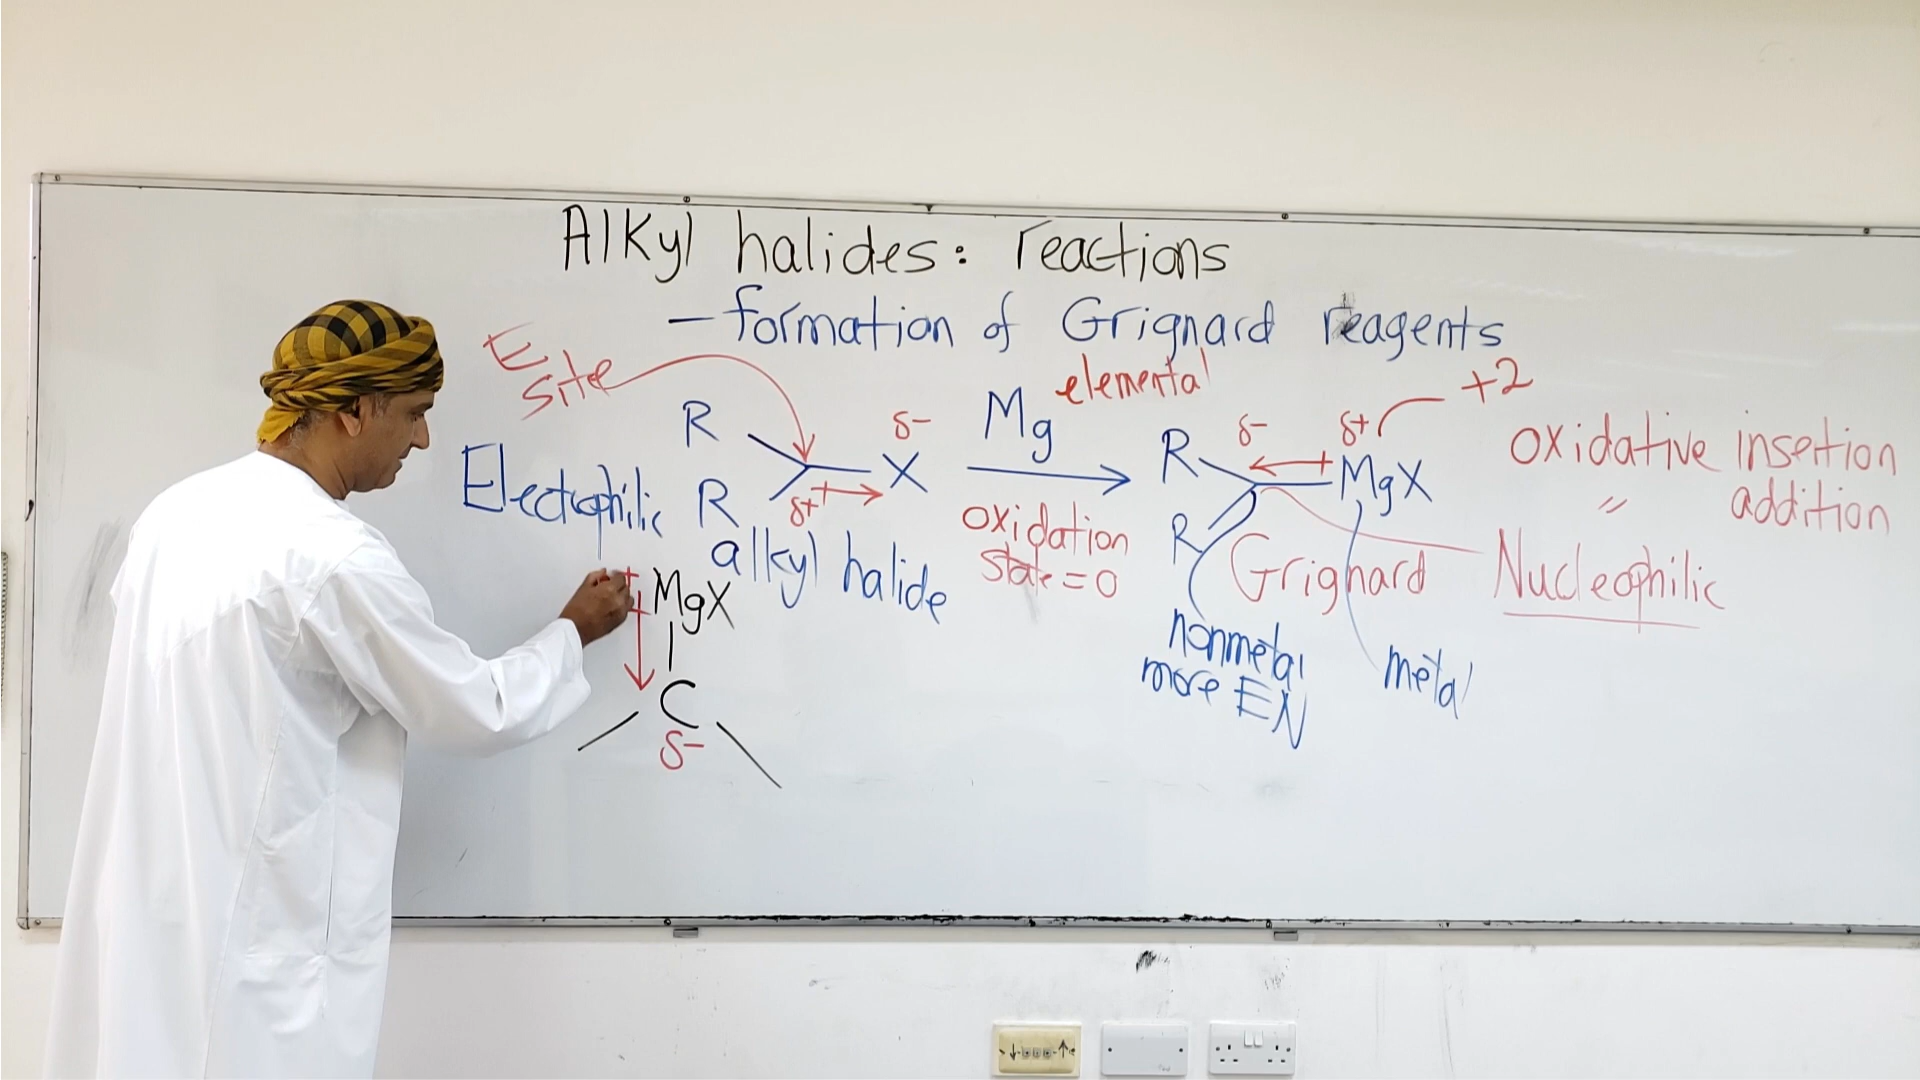 Alkyl halides: reactions
– formation of Grignard reagents
E site
R
R
δ+
δ-
X
Electrophilic
alkyl halide
Mg elemental
oxidation
state = 0
R
R
δ-
δ+
MgX
+2
Grignard
oxidative insertion
" addition
Nucleophilic
nonmetal
more EN
metal
MgX
C
δ-